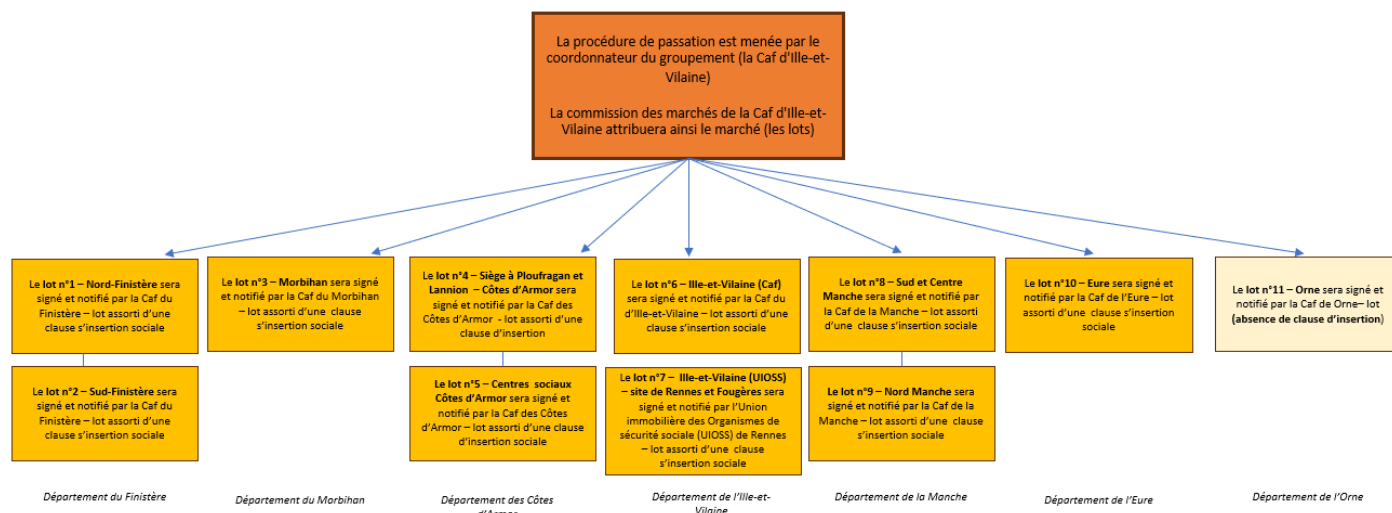 La procédure de passation est menée par le
coordonnateur du groupement (la Caf d'Ille-et-
Vilaine)
La commission des marchés de la Caf d'Ille-et-
Vilaine attribuera ainsi le marché (les lots)
Le lot n°1 – Nord-Finistère sera
signé et notifié par la Caf du
Finistère – lot assorti d'une
clause s'insertion sociale
Le lot n°2 – Sud-Finistère sera
signé et notifié par la Caf du
Finistère – lot assorti d'une
clause s'insertion sociale
Le lot n°3 - Morbihan sera signé
et notifié par la Caf du Morbihan
– lot assorti d'une clause
s'insertion sociale
Le lot n°4 – Siège à Ploufragan et
Lannion – Côtes d'Armor sera
signé et notifié par la Caf des
Côtes d'Armor - lot assorti d'une
clause d'insertion
Le lot n°5 – Centres sociaux
Côtes d'Armor sera signé et
notifié par la Caf des Côtes
d'Armor – lot assorti d'une clause
d'insertion sociale
Le lot n°6 – Ille-et-Vilaine (Caf)
sera signé et notifié par la Caf du
d'Ille-et-Vilaine – lot assorti d'une
clause s'insertion sociale
Le lot n°7 – Ille-et-Vilaine (UIOSS)
– site de Rennes et Fougères sera
signé et notifié par l'Union
immobilière des Organismes de
sécurité sociale (UIOSS) de Rennes
– lot assorti d'une clause
s'insertion sociale
Le lot n°8 – Sud et Centre
Manche sera signé et notifié par
la Caf de la Manche – lot assorti
d'une clause s'insertion sociale
Le lot n°9 – Nord Manche sera
signé et notifié par la Caf de la
Manche – lot assorti d'une clause
s'insertion sociale
Le lot n°10 – Eure sera signé et
notifié par la Caf de l'Eure – lot
assorti d'une clause s'insertion
sociale
Le lot n°11 – Orne sera signé et
notifié par la Caf de Orne– lot
(absence de clause d'insertion)
Département du Finistère
Département du Morbihan
Département des Côtes
d'Armor
Département de l'Ille-et-
Vilaine
Département de la Manche
Département de l'Eure
Département de l'Orne